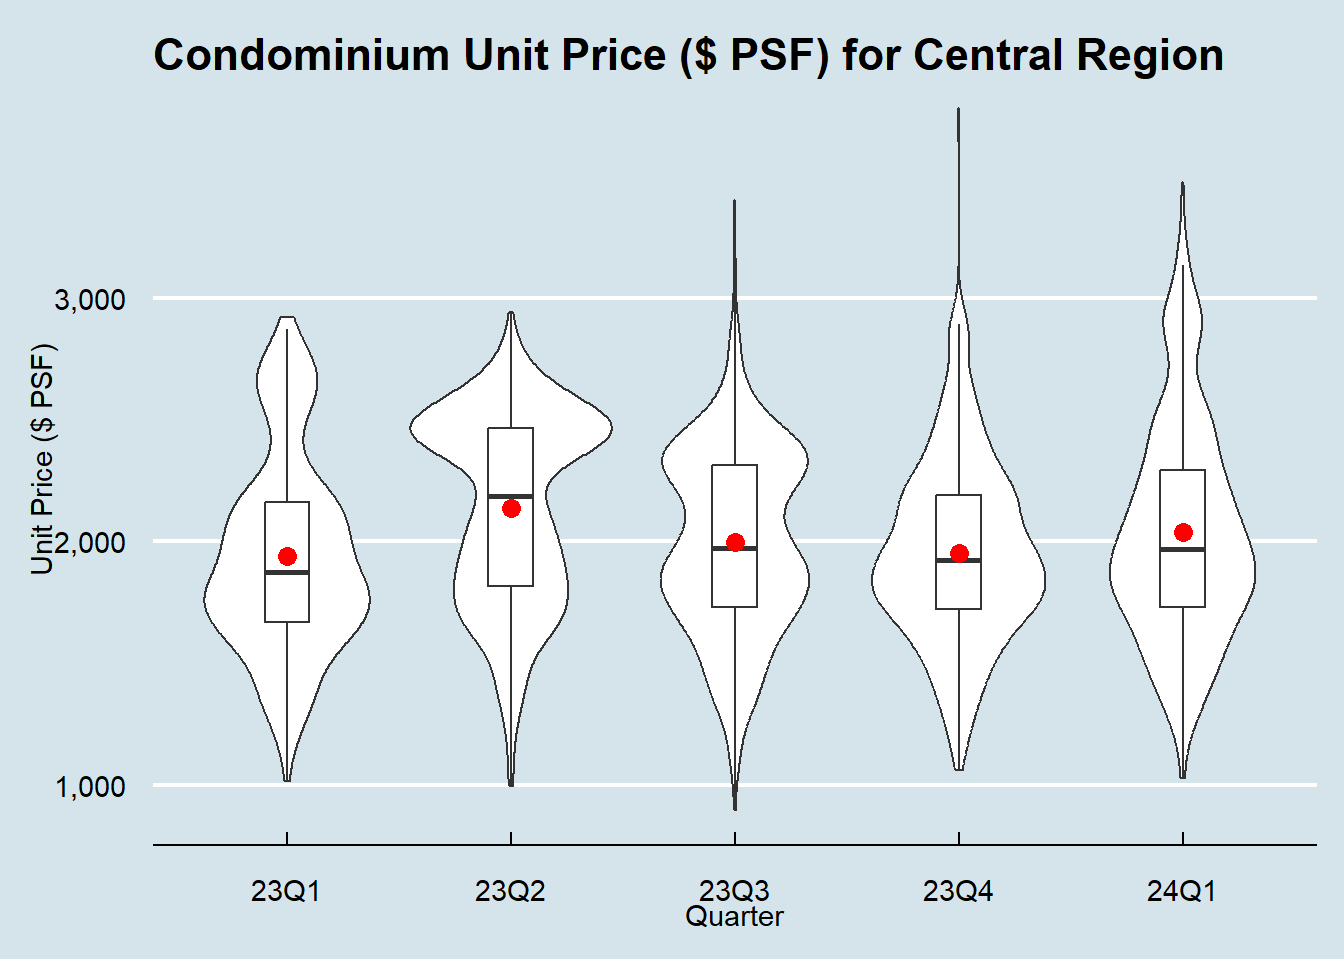 Condominium Unit Price ($ PSF) for Central Region
Unit Price ($ PSF)
3,000
2,000
1,000
23Q1 23Q2 23Q3 23Q4 24Q1
Quarter